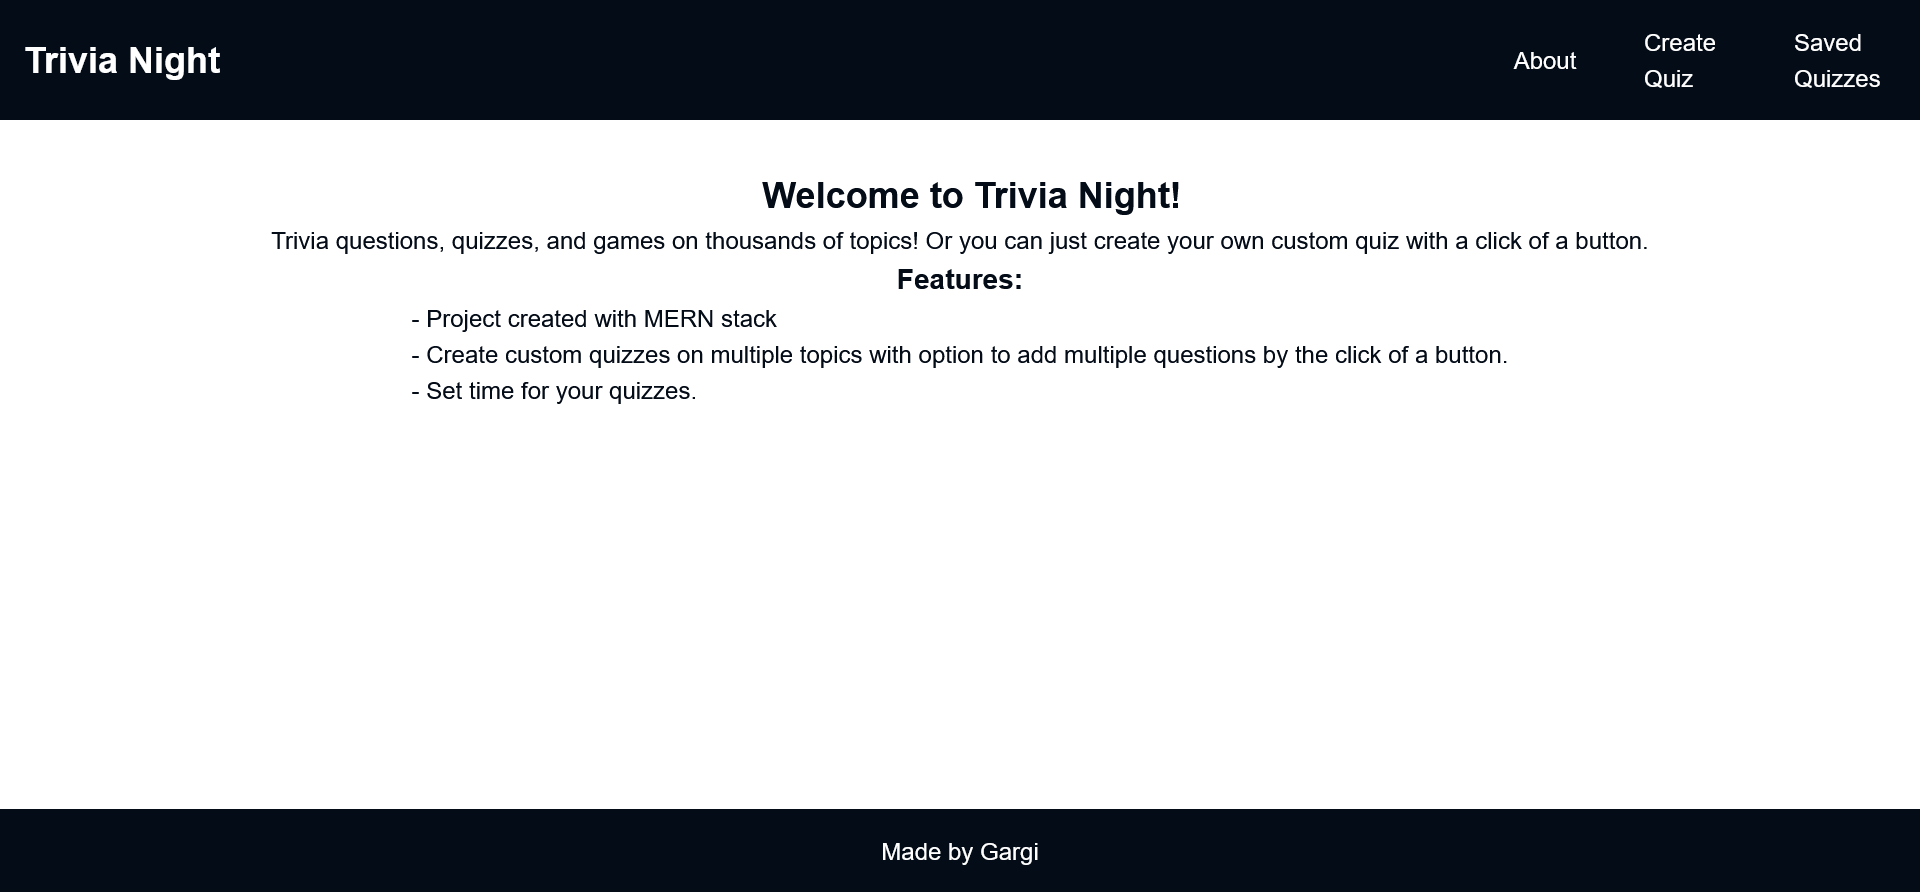 Trivia Night
About
Create
Quiz
Saved
Quizzes
Welcome to Trivia Night!
Trivia questions, quizzes, and games on thousands of topics! Or you can just create your own custom quiz with a click of a button.
Features:
- Project created with MERN stack
- Create custom quizzes on multiple topics with option to add multiple questions by the click of a button.
- Set time for your quizzes.
Made by Gargi